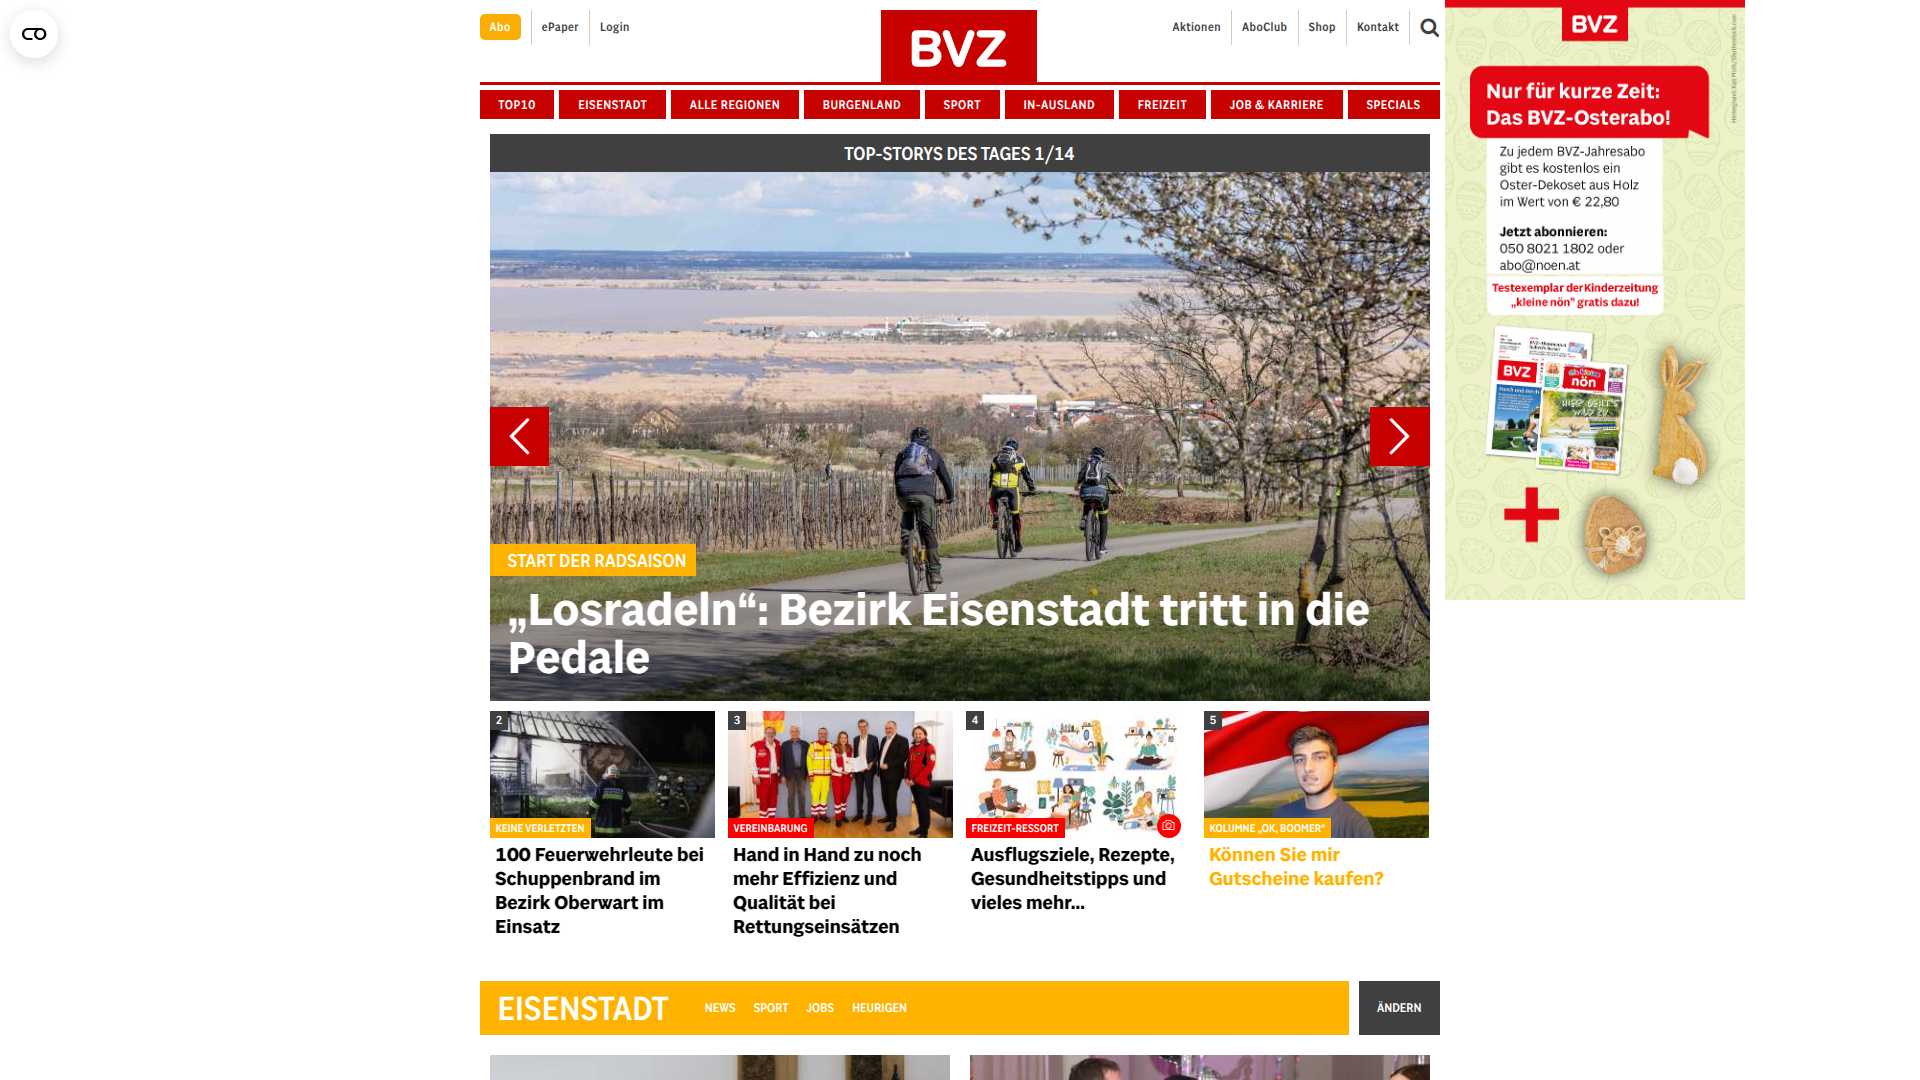 Abo
ePaper
Login
BVZ
Aktionen
AboClub
Shop
Kontakt
TOP10
EISENSTADT
ALLE REGIONEN
BURGENLAND
SPORT
IN-AUSLAND
FREIZEIT
JOB & KARRIERE
SPECIALS
TOP-STORYS DES TAGES 1/14
START DER RADSAISON
„Losradeln“: Bezirk Eisenstadt tritt in die
Pedale
2
KEINE VERLETZTEN
100 Feuerwehrleute bei
Schuppenbrand im
Bezirk Oberwart im
Einsatz
3
VEREINBARUNG
Hand in Hand zu noch
mehr Effizienz und
Qualität bei
Rettungseinsätzen
4
FREIZEIT-RESSORT
Ausflugsziele, Rezepte,
Gesundheitstipps und
vieles mehr...
5
KOLUMNE „OK, BOOMER“
Können Sie mir
Gutscheine kaufen?
EISENSTADT
NEWS
SPORT
JOBS
HEURIGEN
ÄNDERN
BVZ
Nur für kurze Zeit:
Das BVZ-Osterabo!
Zu jedem BVZ-Jahresabo
gibt es kostenlos ein
Oster-Dekoset aus Holz
im Wert von € 22,80
Jetzt abonnieren:
050 8021 1802 oder
abo@noen.at
Testexemplar der Kinderzeitung
„kleine nön“ gratis dazu!
BVZ
nön